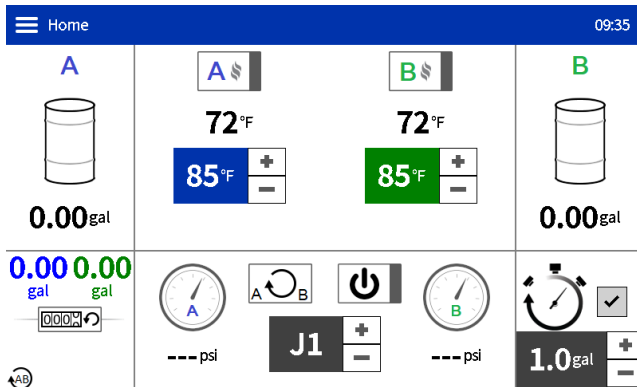 Home 09:35
A A B B
72°F 72°F
85°F + 85°F +
− −
0.00gal 0.00gal
0.00 0.00
gal gal
A B A B
J1 +
−
---psi ---psi
1.0gal +
−
AB